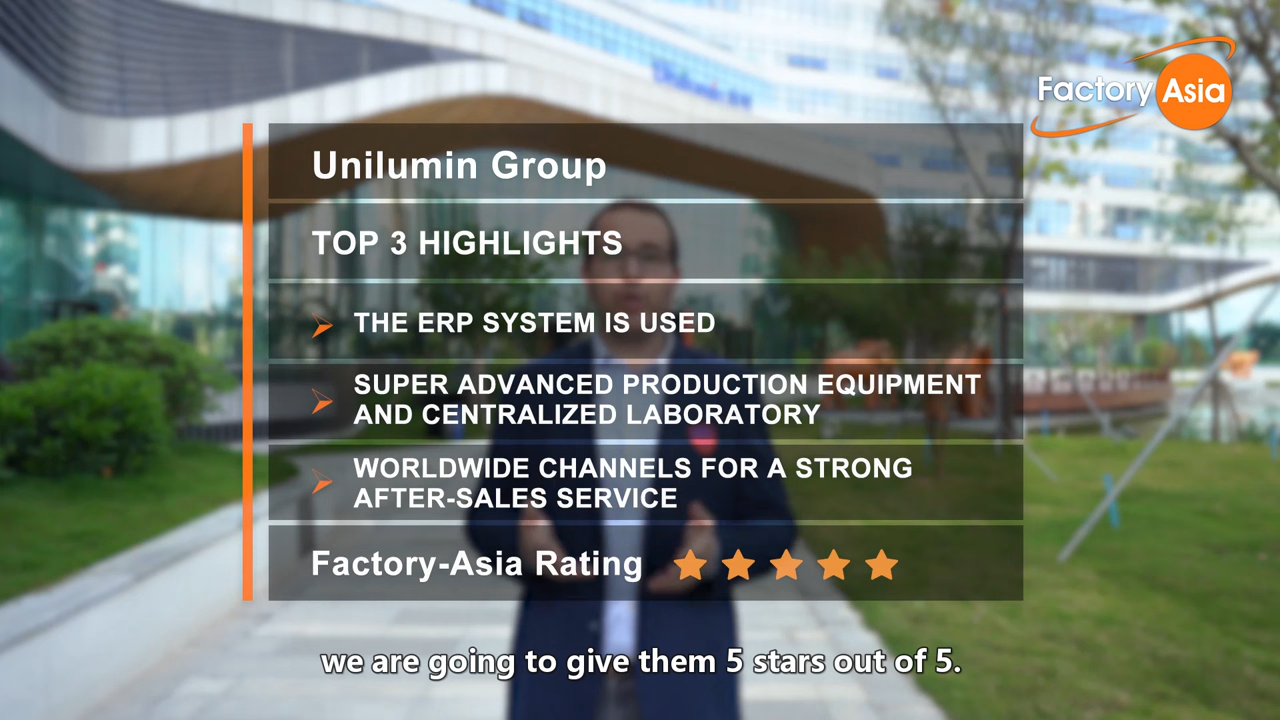 Factory Asia
Unilumin Group
TOP 3 HIGHLIGHTS
THE ERP SYSTEM IS USED
SUPER ADVANCED PRODUCTION EQUIPMENT
AND CENTRALIZED LABORATORY
WORLDWIDE CHANNELS FOR A STRONG
AFTER-SALES SERVICE
Factory-Asia Rating
we are going to give them 5 stars out of 5.